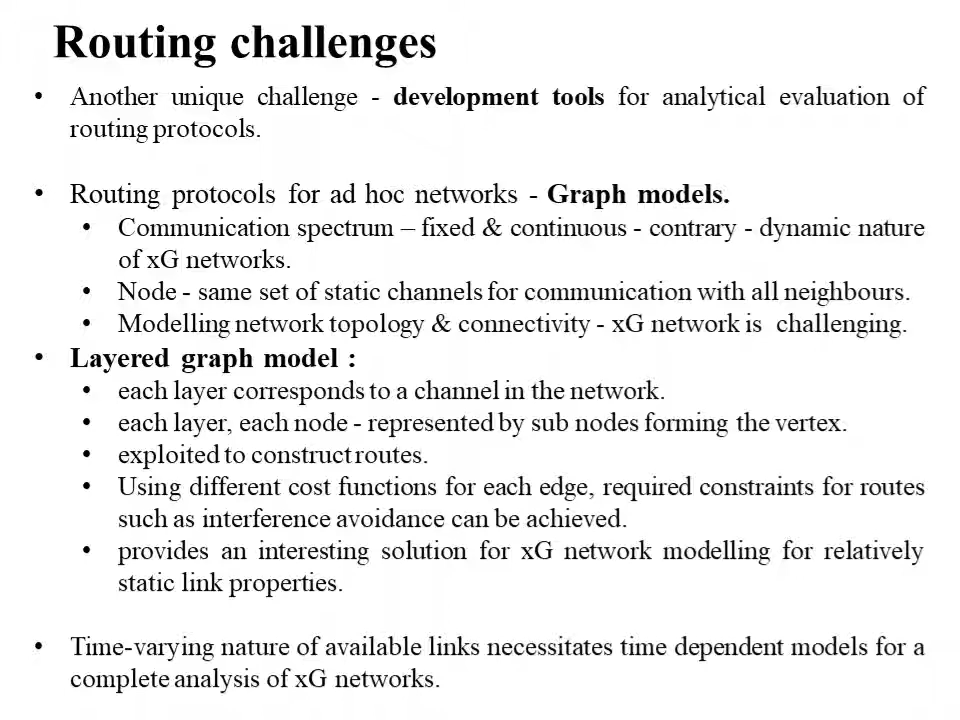 Routing challenges
• Another unique challenge - development tools for analytical evaluation of
routing protocols.
• Routing protocols for ad hoc networks - Graph models.
• Communication spectrum – fixed & continuous - contrary - dynamic nature
of xG networks.
• Node - same set of static channels for communication with all neighbours.
• Modelling network topology & connectivity - xG network is challenging.
• Layered graph model :
• each layer corresponds to a channel in the network.
• each layer, each node - represented by sub nodes forming the vertex.
• exploited to construct routes.
• Using different cost functions for each edge, required constraints for routes
such as interference avoidance can be achieved.
• provides an interesting solution for xG network modelling for relatively
static link properties.
• Time-varying nature of available links necessitates time dependent models for a
complete analysis of xG networks.